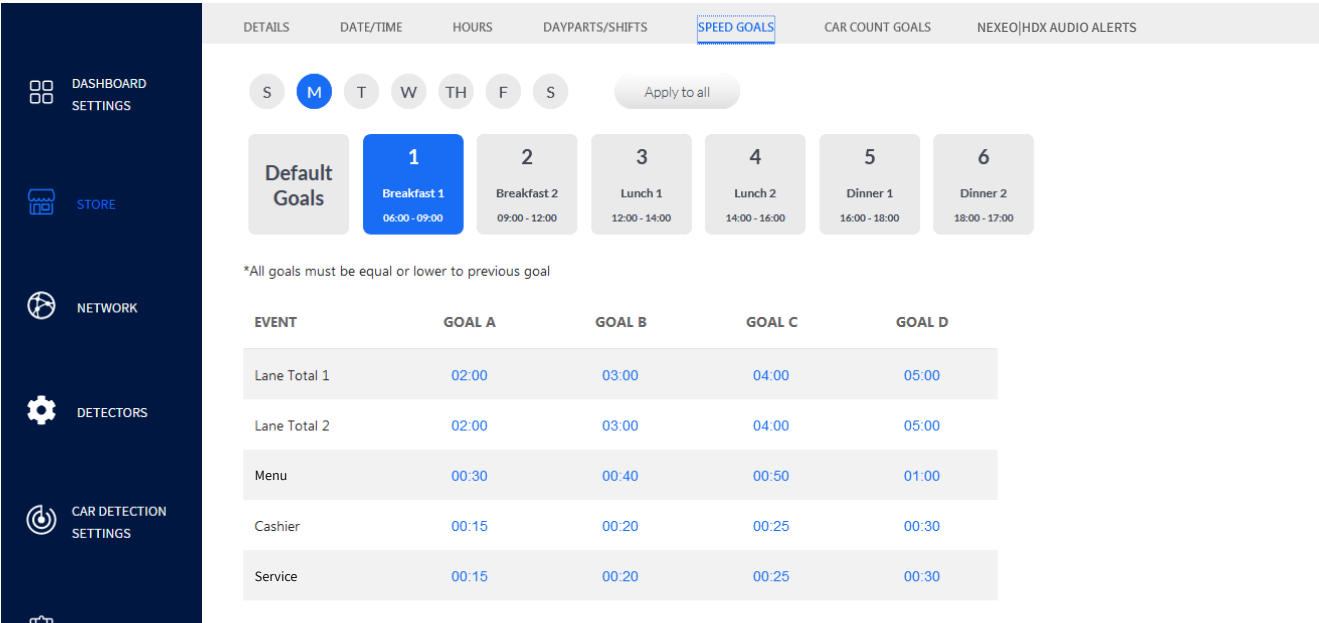 DETAILS DATE/TIME HOURS DAYPARTS/SHIFTS SPEED GOALS CAR COUNT GOALS NEXEO|HDX AUDIO ALERTS
DASHBOARD
SETTINGS
STORE
NETWORK
DETECTORS
CAR DETECTION
SETTINGS
S M T W TH F S Apply to all
Default
Goals
1
Breakfast 1
06:00 - 09:00
2
Breakfast 2
09:00 - 12:00
3
Lunch 1
12:00 - 14:00
4
Lunch 2
14:00 - 16:00
5
Dinner 1
16:00 - 18:00
6
Dinner 2
18:00 - 17:00
*All goals must be equal or lower to previous goal
EVENT GOAL A GOAL B GOAL C GOAL D
Lane Total 1 02:00 03:00 04:00 05:00
Lane Total 2 02:00 03:00 04:00 05:00
Menu 00:30 00:40 00:50 01:00
Cashier 00:15 00:20 00:25 00:30
Service 00:15 00:20 00:25 00:30